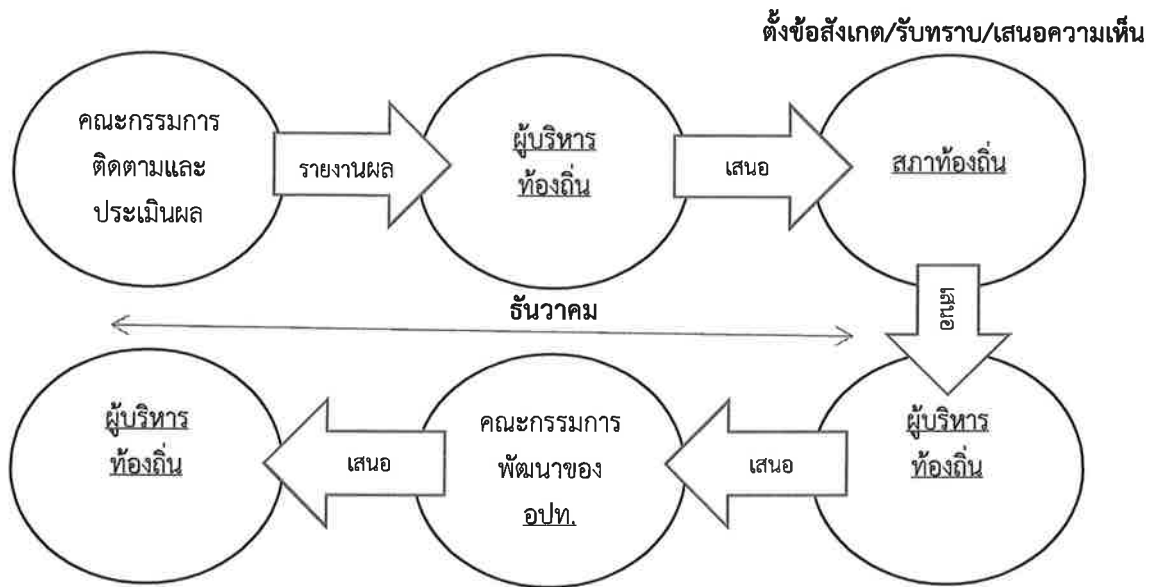 ตั้งข้อสังเกต/รับทราบ/เสนอความเห็น
คณะกรรมการ
ติดตามและ
ประเมินผล
รายงานผล
ผู้บริหาร
ท้องถิ่น
เสนอ
สภาท้องถิ่น
เสนอ
ธันวาคม
ผู้บริหาร
ท้องถิ่น
เสนอ
คณะกรรมการ
พัฒนาของ
อปท.
เสนอ
ผู้บริหาร
ท้องถิ่น